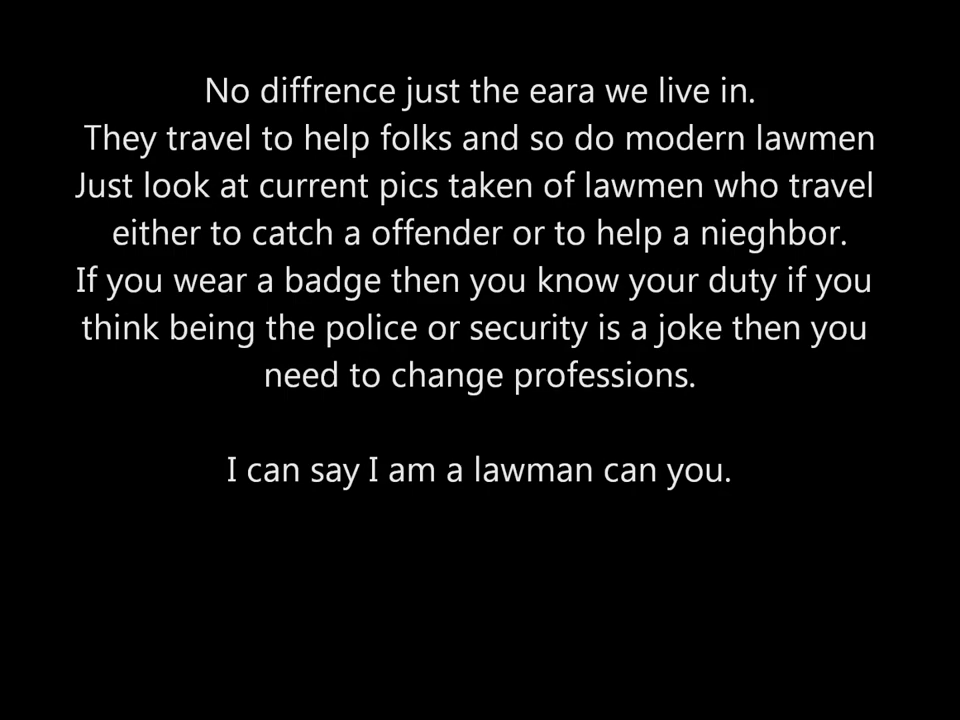 No diffrence just the eara we live in.
They travel to help folks and so do modern lawmen
Just look at current pics taken of lawmen who travel
either to catch a offender or to help a nieghbor.
If you wear a badge then you know your duty if you
think being the police or security is a joke then you
need to change professions.
I can say I am a lawman can you.